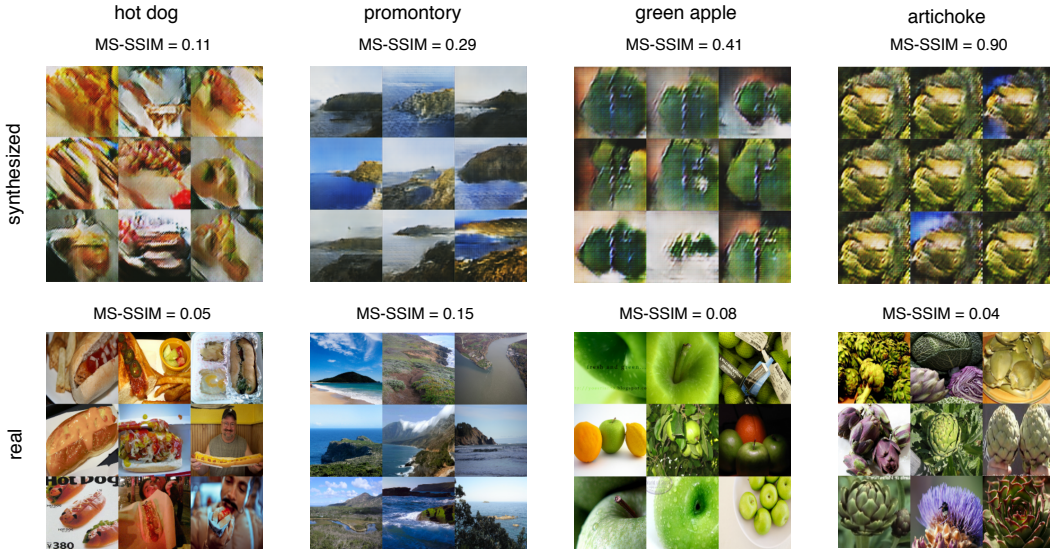 hot dog
promontory
green apple
artichoke
MS-SSIM = 0.11
MS-SSIM = 0.29
MS-SSIM = 0.41
MS-SSIM = 0.90
synthesized
MS-SSIM = 0.05
MS-SSIM = 0.15
MS-SSIM = 0.08
MS-SSIM = 0.04
real
HOT DOG
¥380